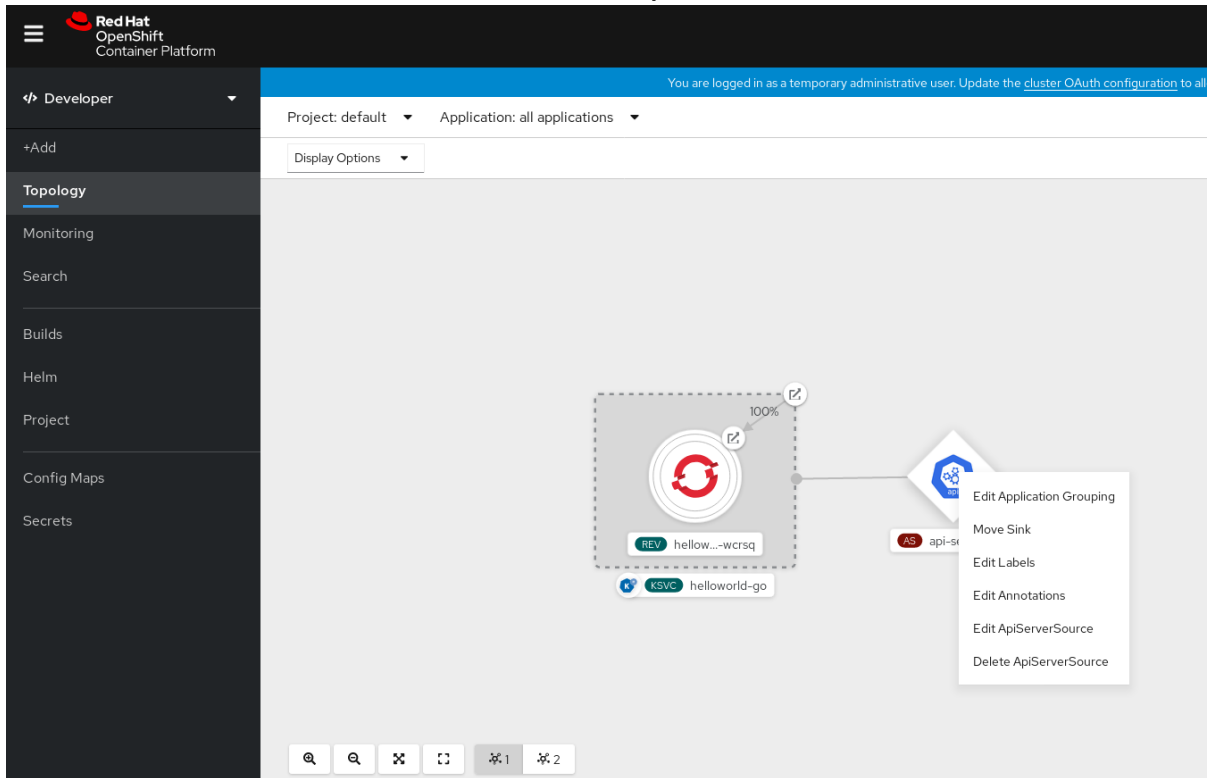 Red Hat
OpenShift
Container Platform
You are logged in as a temporary administrative user. Update the cluster OAuth configuration to all
Developer
Project: default
Application: all applications
+Add
Display Options
Topology
Monitoring
Search
Builds
Helm
Project
Config Maps
Secrets
100%
REV hellow...-wcrsq
KSVC helloworld-go
api
AS api-se
Edit Application Grouping
Move Sink
Edit Labels
Edit Annotations
Edit ApiServerSource
Delete ApiServerSource
1
2